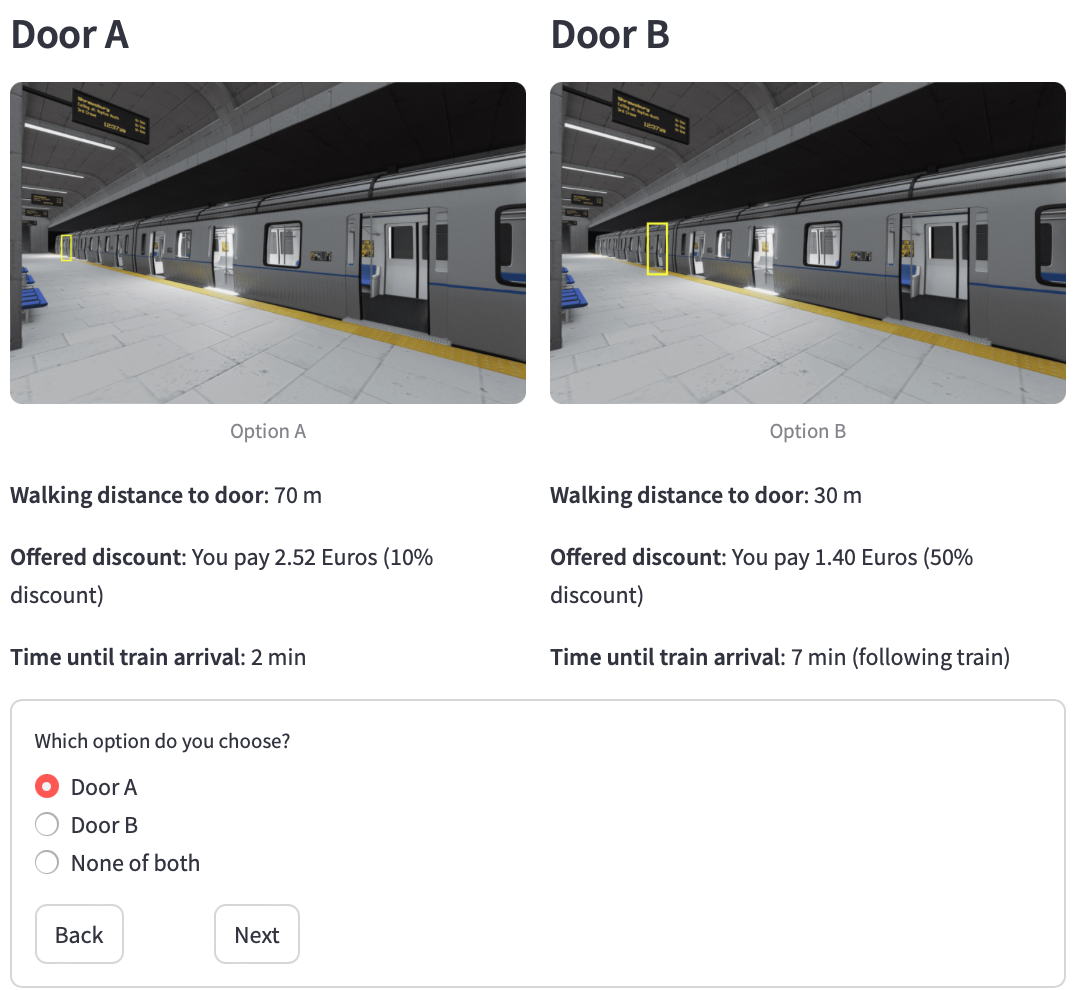 Door A
Door B
Option A
Option B
Walking distance to door: 70 m
Walking distance to door: 30 m
Offered discount: You pay 2.52 Euros (10%
discount)
Offered discount: You pay 1.40 Euros (50%
discount)
Time until train arrival: 2 min
Time until train arrival: 7 min (following train)
Which option do you choose?
Door A
Door B
None of both
Back
Next